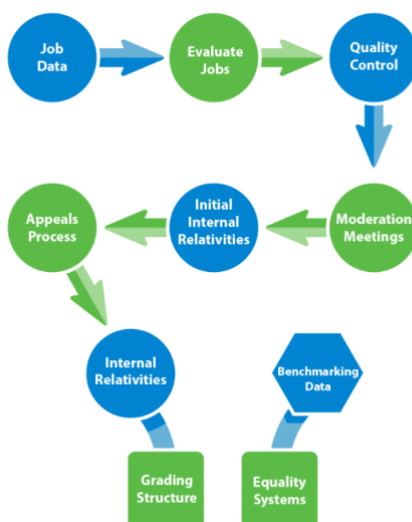 Job
Data
Evaluate
Jobs
Quality
Control
Moderation
Meetings
Initial
Internal
Relativities
Appeals
Process
Internal
Relativities
Benchmarking
Data
Grading
Structure
Equality
Systems